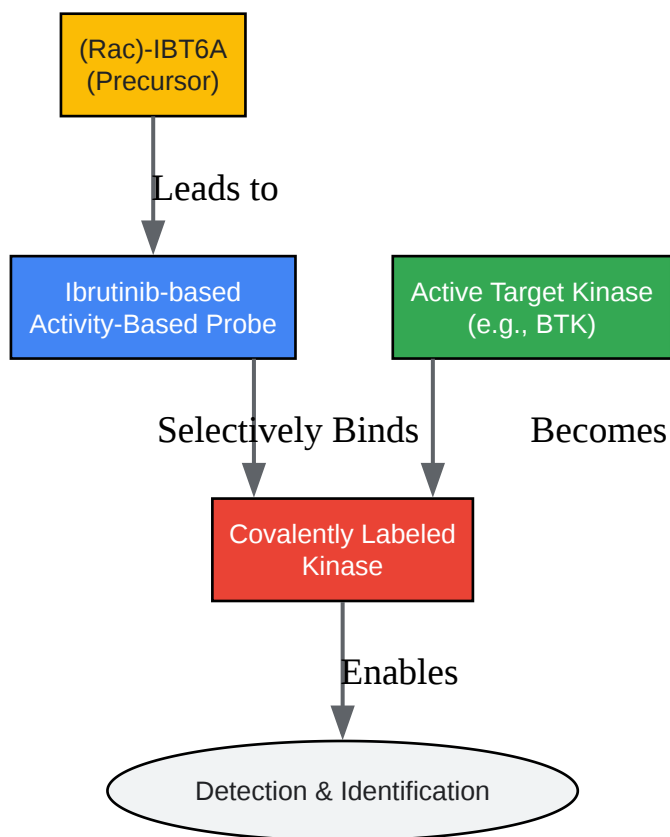 (Rac)-IBT6A
(Precursor)
Leads to
Ibrutinib-based
Activity-Based Probe
Active Target Kinase
(e.g., BTK)
Selectively Binds
Becomes
Covalently Labeled
Kinase
Enables
Detection & Identification